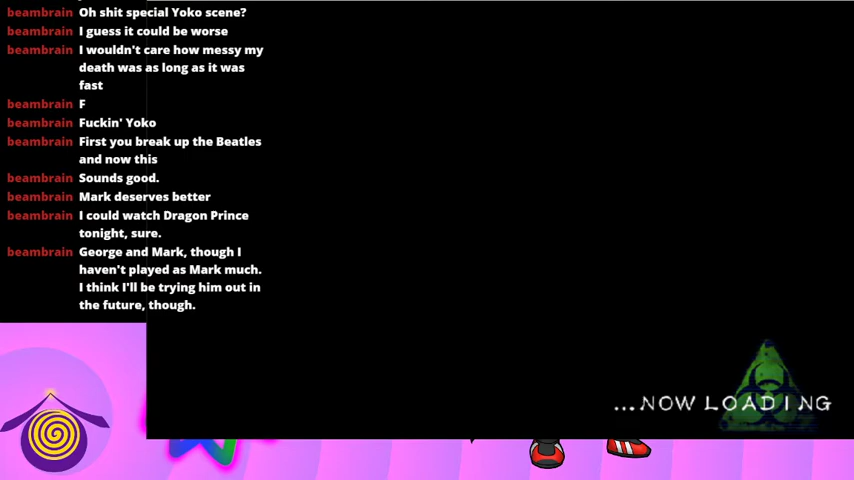 beambrain Oh shit special Yoko scene?
beambrain I guess it could be worse
beambrain I wouldn't care how messy my
death was as long as it was
fast
beambrain F
beambrain Fuckin' Yoko
beambrain First you break up the Beatles
and now this
beambrain Sounds good.
beambrain Mark deserves better
beambrain I could watch Dragon Prince
tonight, sure.
beambrain George and Mark, though I
haven't played as Mark much.
I think I'll be trying him out in
the future, though.
...NOW LOADING